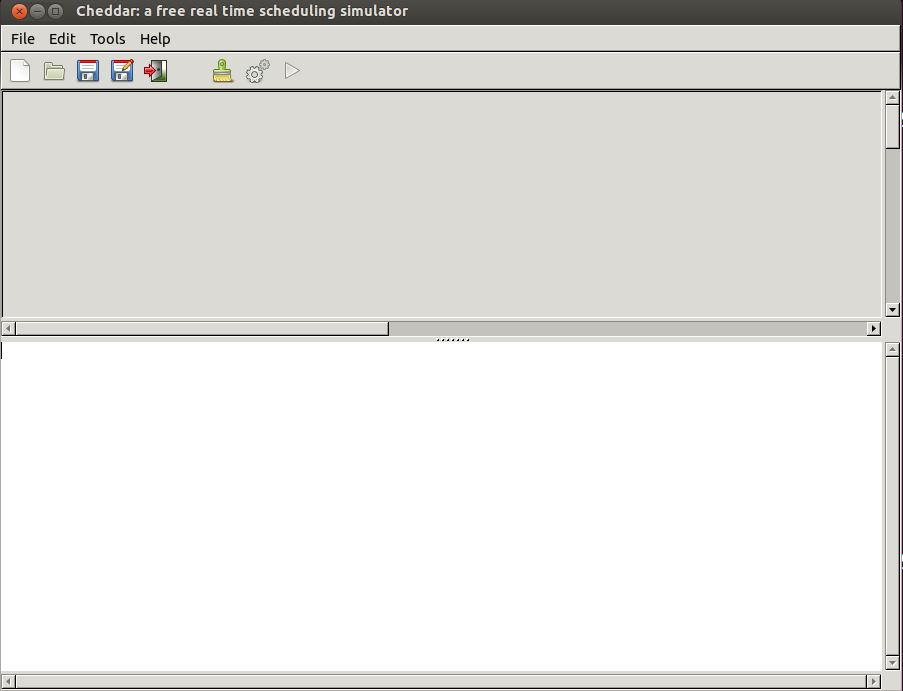 Cheddar: a free real time scheduling simulator
File Edit Tools Help